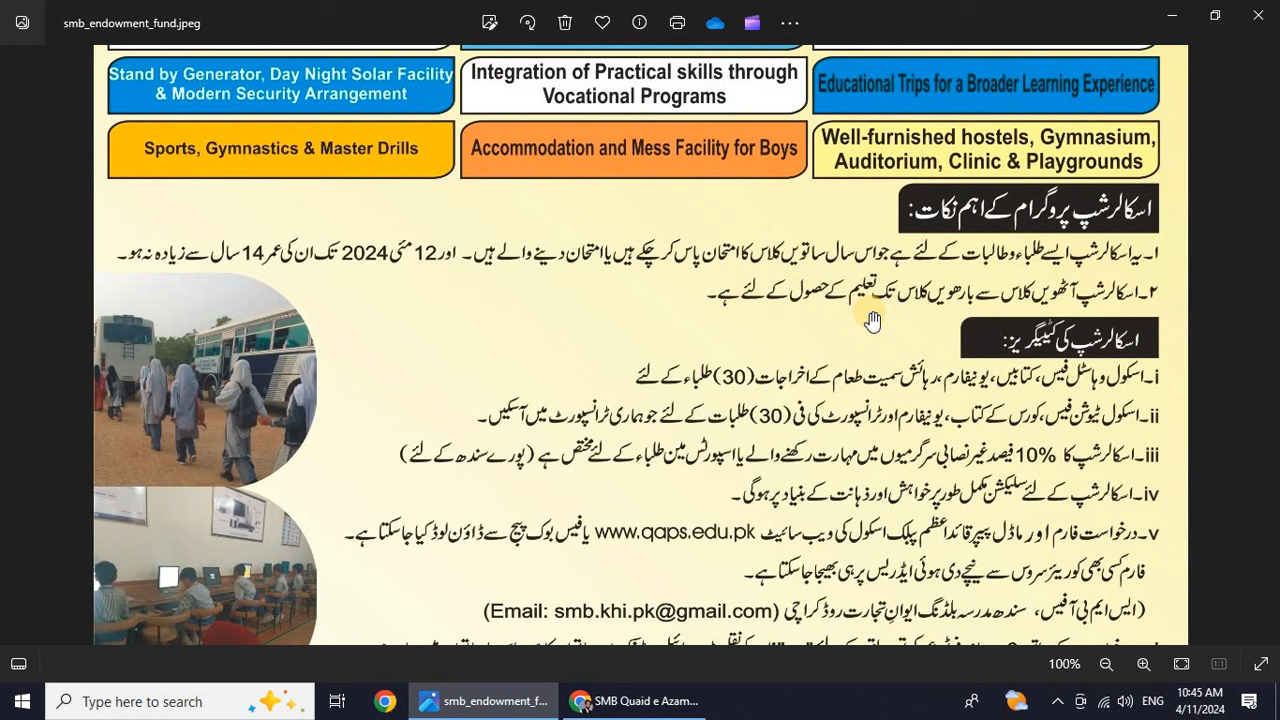 smb_endowment_fund.jpeg
Stand by Generator, Day Night Solar Facility
& Modern Security Arrangement
Integration of Practical skills through
Vocational Programs
Educational Trips for a Broader Learning Experience
Sports, Gymnastics & Master Drills
Accommodation and Mess Facility for Boys
Well-furnished hostels, Gymnasium,
Auditorium, Clinic & Playgrounds
اسکالرشپ پروگرام کے اہم نکات:
۱۔ یہ اسکالرشپ ایسے طلباء و طالبات کے لئے ہے جو اس سال ساتویں کلاس کا امتحان پاس کر چکے ہیں یا امتحان دینے والے ہیں۔ اور 12 مئی 2024 تک ان کی عمر 14 سال سے زیادہ نہ ہو۔
۲۔ اسکالرشپ آٹھویں کلاس سے بارھویں کلاس تک تعلیم کے حصول کے لئے ہے۔
اسکالرشپ کی کٹیگریز:
i۔ اسکول و ہاسٹل فیس، کتابیں، یونیفارم، رہائش سمیت طعام کے اخراجات (30) طلباء کے لئے
ii۔ اسکول ٹیوشن فیس، کورس کے کتاب، یونیفارم اور ٹرانسپورٹ کی فی (30) طلبات کے لئے جو ہماری ٹرانسپورٹ میں آسکیں۔
iii۔ اسکالرشپ کا 10% فیصد غیر نصابی سرگرمیوں میں مہارت رکھنے والے یا اسپورٹس مین طلباء کے لئے مختص ہے (پورے سندھ کے لئے)
iv۔ اسکالرشپ کے لئے سلیکشن مکمل طور پر خواہش اور ذہانت کے بنیاد پر ہوگی۔
v۔ درخواست فارم اور ماڈل پیپر قائد اعظم پبلک اسکول کی ویب سائیٹ www.qaps.edu.pk یا فیس بوک پیج سے ڈاؤن لوڈ کیا جاسکتا ہے۔
فارم کسی بھی کوریئر سروس سے نیچے دی ہوئی ایڈریس پر ہی بھیجا جاسکتا ہے۔
(ایس ایم بی آفیس، سندھ مدرسہ بلڈنگ ایوانِ تجارت روڈ کراچی (Email: smb.khi.pk@gmail.com)
100%
Type here to search
smb_endowment_f...
SMB Quaid e Azam...
ENG
10:45 AM
4/11/2024